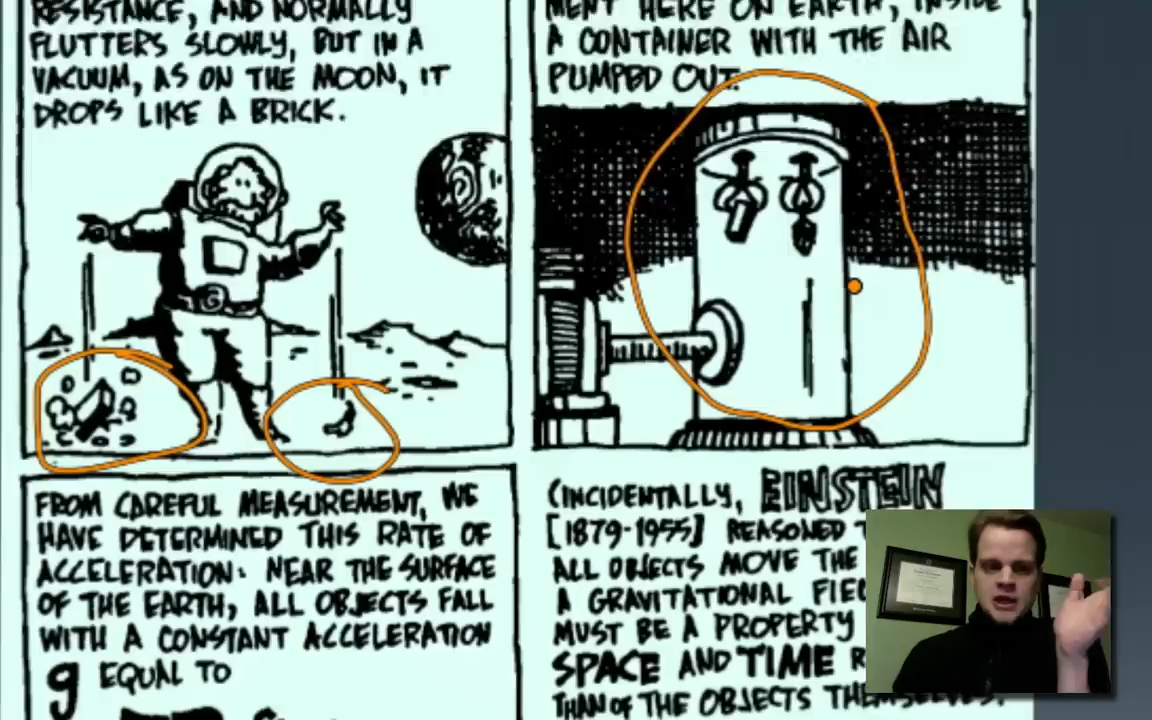 RESISTANCE, AND NORMALLY
FLUTTERS SLOWLY, BUT IN A
VACUUM, AS ON THE MOON, IT
DROPS LIKE A BRICK.
MENT HERE ON EARTH, INSIDE
A CONTAINER WITH THE AIR
PUMPED OUT.
FROM CAREFUL MEASUREMENT, WE
HAVE DETERMINED THIS RATE OF
ACCELERATION: NEAR THE SURFACE
OF THE EARTH, ALL OBJECTS FALL
WITH A CONSTANT ACCELERATION
g EQUAL TO
(INCIDENTALLY, EINSTEIN
[1879-1955] REASONED
ALL OBJECTS MOVE THE
A GRAVITATIONAL
MUST BE A PROPERTY
SPACE AND TIME
THAN OF THE OBJECTS THEMSELVES.